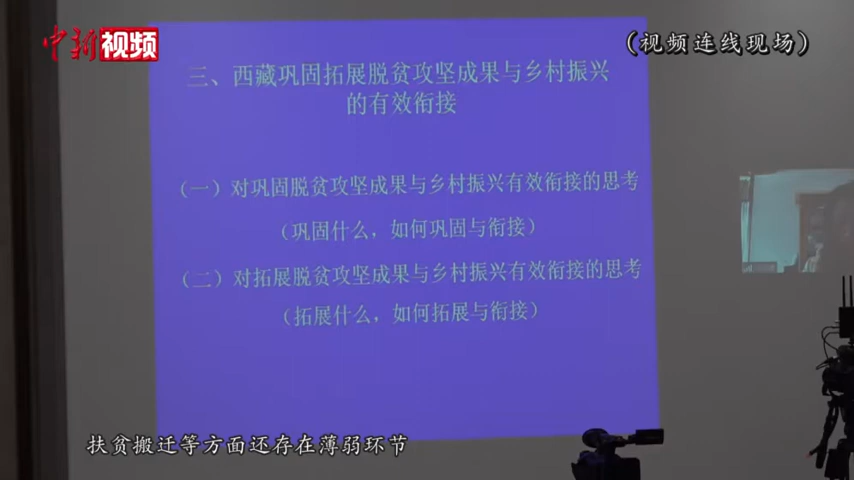 中新视频
（视频连线现场）
三、西藏巩固拓展脱贫攻坚成果与乡村振兴
的有效衔接
（一）对巩固脱贫攻坚成果与乡村振兴有效衔接的思考
（巩固什么，如何巩固与衔接）
（二）对拓展脱贫攻坚成果与乡村振兴有效衔接的思考
（拓展什么，如何拓展与衔接）
扶贫搬迁等方面还存在薄弱环节